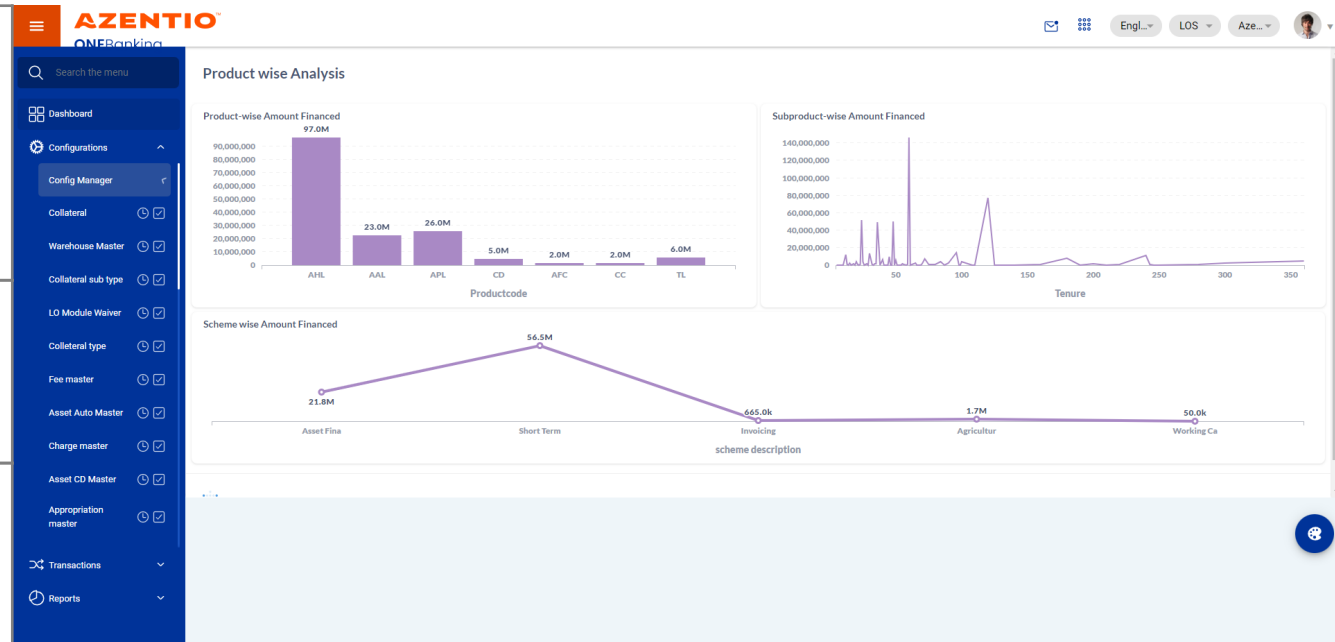 AZENTIO
ONEBanking
Engl...
LOS
Aze...
Search the menu
Dashboard
Configurations
Config Manager
Collateral
Warehouse Master
Collateral sub type
LO Module Waiver
Colleteral type
Fee master
Asset Auto Master
Charge master
Asset CD Master
Appropriation
master
Transactions
Reports
Product wise Analysis
Product-wise Amount Financed
97.0M
90,000,000
80,000,000
70,000,000
60,000,000
50,000,000
40,000,000
30,000,000
20,000,000
10,000,000
0
23.0M
26.0M
5.0M
2.0M
2.0M
6.0M
AHL
AAL
APL
CD
AFC
CC
TL
Productcode
Subproduct-wise Amount Financed
140,000,000
120,000,000
100,000,000
80,000,000
60,000,000
40,000,000
20,000,000
0
50
100
150
200
250
300
350
Tenure
Scheme wise Amount Financed
56.5M
21.8M
665.0k
1.7M
50.0k
Asset Fina
Short Term
Invoicing
Agricultur
Working Ca
scheme description